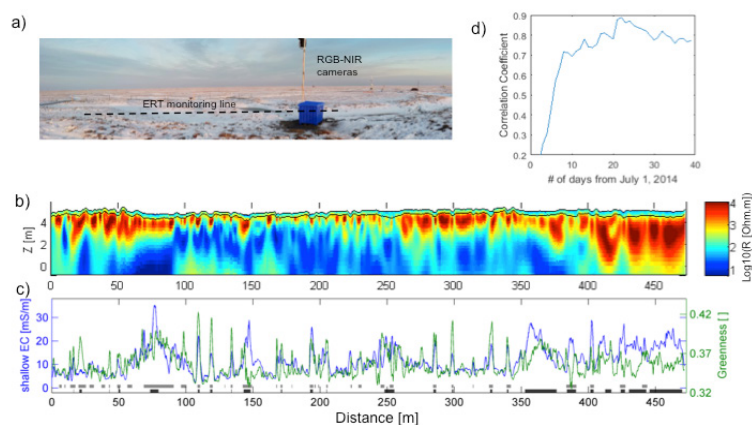 a)
RGB-NIR
cameras
ERT monitoring line
d)
0.9
0.8
0.7
0.6
0.5
0.4
0.3
0.2
Correlation Coefficient
0 10 20 30 40
# of days from July 1, 2014
b)
4
2
0
Z [m]
0 50 100 150 200 250 300 350 400 450
4
3
2
1
Log10(R [Ohm.m])
c)
30
20
10
0
shallow EC [mS/m]
0.42
0.37
0.32
Greenness [ ]
0 50 100 150 200 250 300 350 400 450
Distance [m]